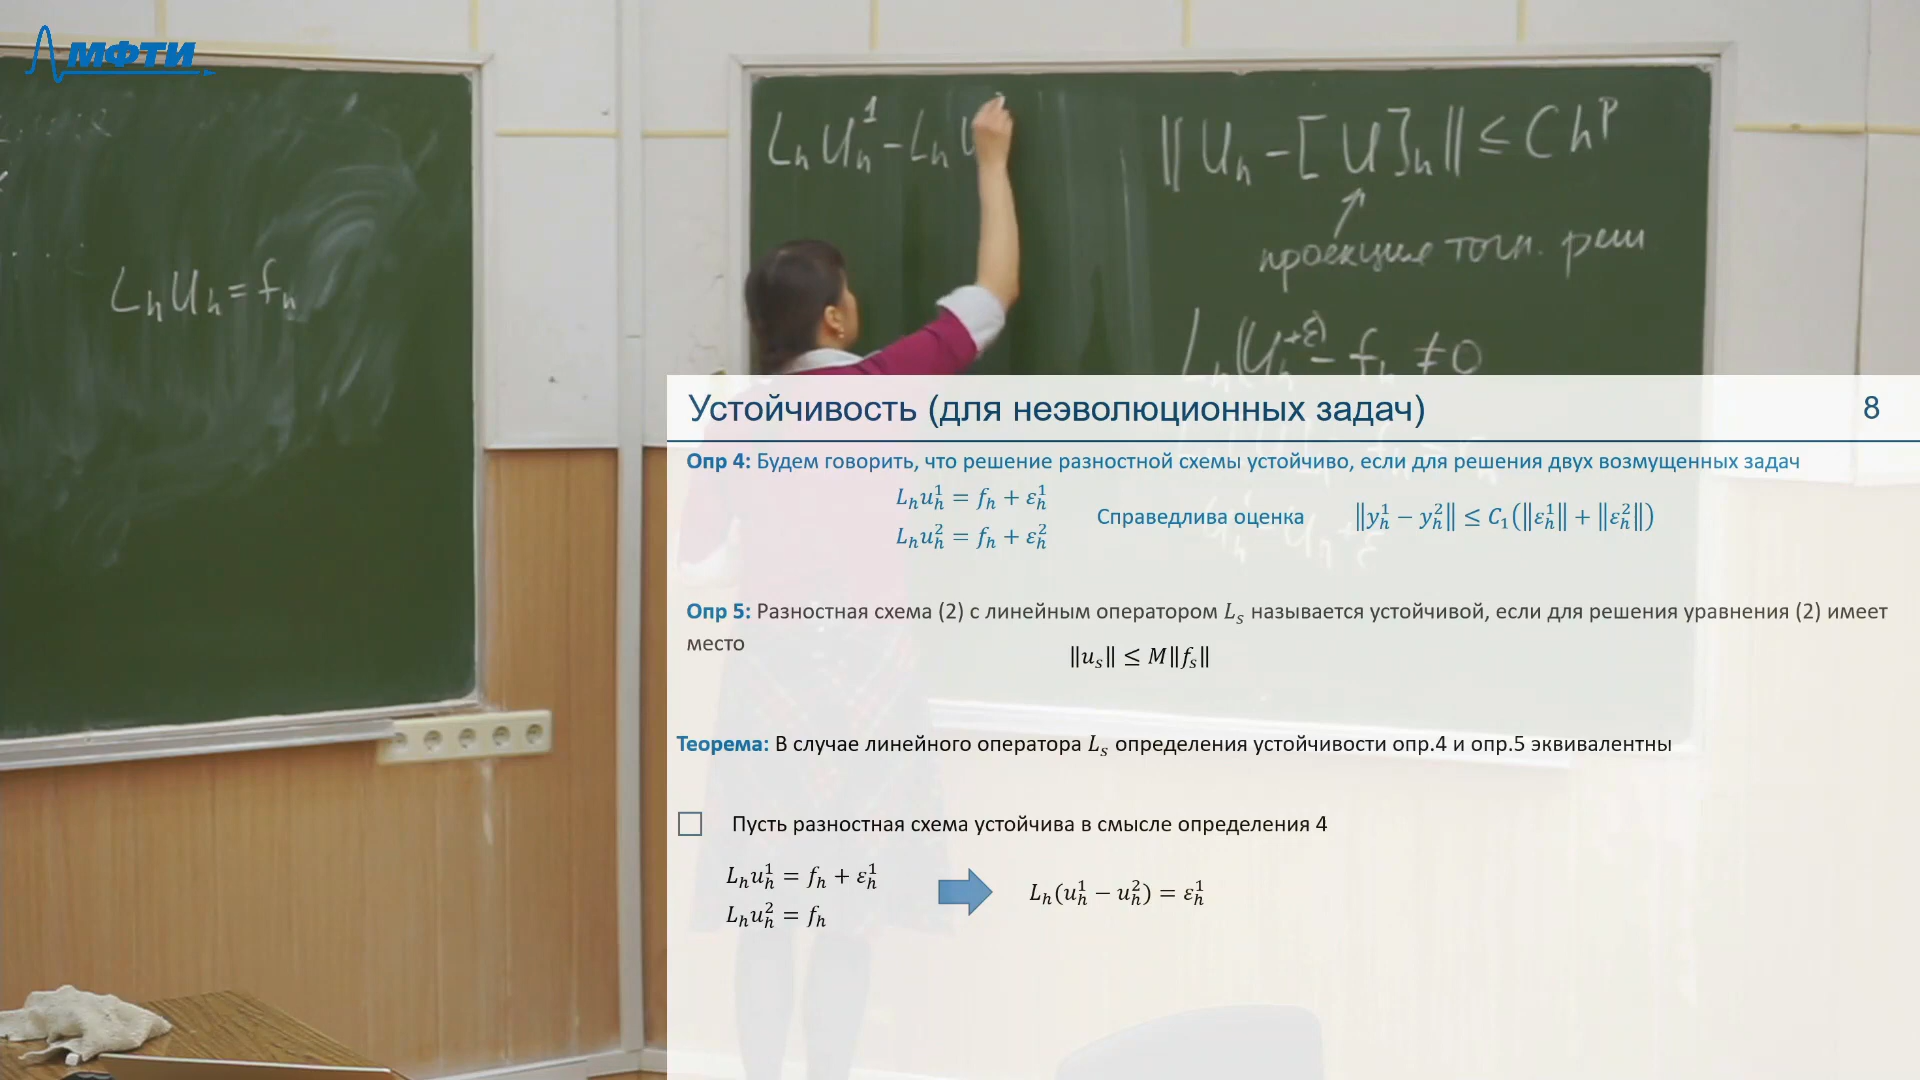 МФТИ
L_h U_h = f_h
L_h U_h^1 - L_h U
‖U_h - [U]_h‖ ≤ C h^p
проекция точн. реш
L_h(U_h^{+ε)} - f_h ≠ 0
Устойчивость (для неэволюционных задач)
8
Опр 4: Будем говорить, что решение разностной схемы устойчиво, если для решения двух возмущенных задач
L_h u_h^1 = f_h + ε_h^1
L_h u_h^2 = f_h + ε_h^2
Справедлива оценка ‖y_h^1 − y_h^2‖ ≤ C_1(‖ε_h^1‖ + ‖ε_h^2‖)
Опр 5: Разностная схема (2) с линейным оператором L_s называется устойчивой, если для решения уравнения (2) имеет
место
‖u_s‖ ≤ M‖f_s‖
Теорема: В случае линейного оператора L_s определения устойчивости опр.4 и опр.5 эквивалентны
Пусть разностная схема устойчива в смысле определения 4
L_h u_h^1 = f_h + ε_h^1
L_h u_h^2 = f_h
L_h(u_h^1 − u_h^2) = ε_h^1